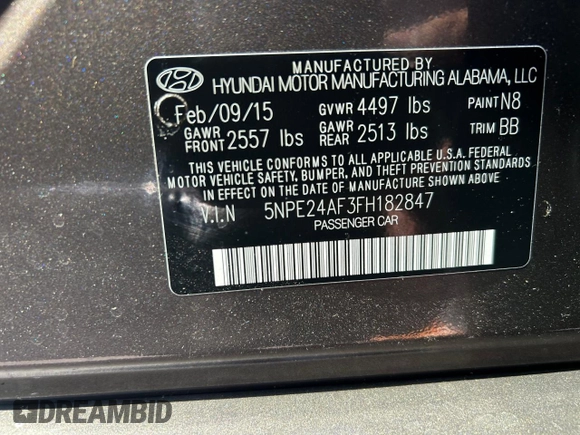 MANUFACTURED BY
HYUNDAI MOTOR MANUFACTURING ALABAMA, LLC
Feb/09/15 GVWR 4497 lbs PAINT N8
GAWR FRONT 2557 lbs GAWR REAR 2513 lbs TRIM BB
THIS VEHICLE CONFORMS TO ALL APPLICABLE U.S.A. FEDERAL
MOTOR VEHICLE SAFETY, BUMPER, AND THEFT PREVENTION STANDARDS
IN EFFECT ON THE DATE OF MANUFACTURE SHOWN ABOVE
V.I.N 5NPE24AF3FH182847
PASSENGER CAR
DREAMBID